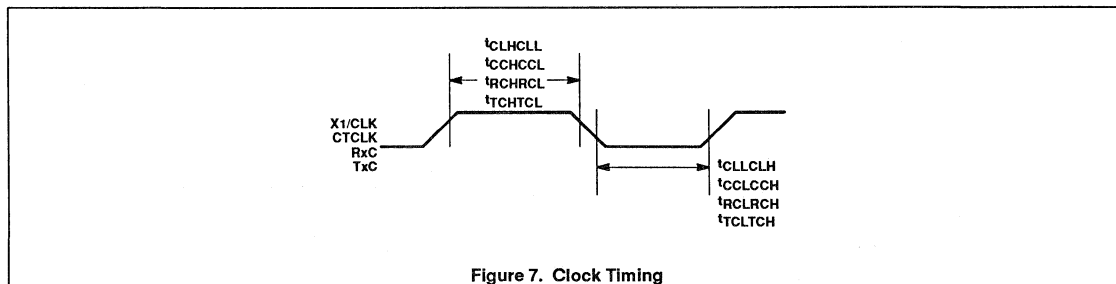 tCLHCLL
tCCHCCL
tRCHRCL
tTCHTCL
X1/CLK
CTCLK
RxC
TxC
tCLLCLH
tCCLCCH
tRCLRCH
tTCLTCH
Figure 7. Clock Timing